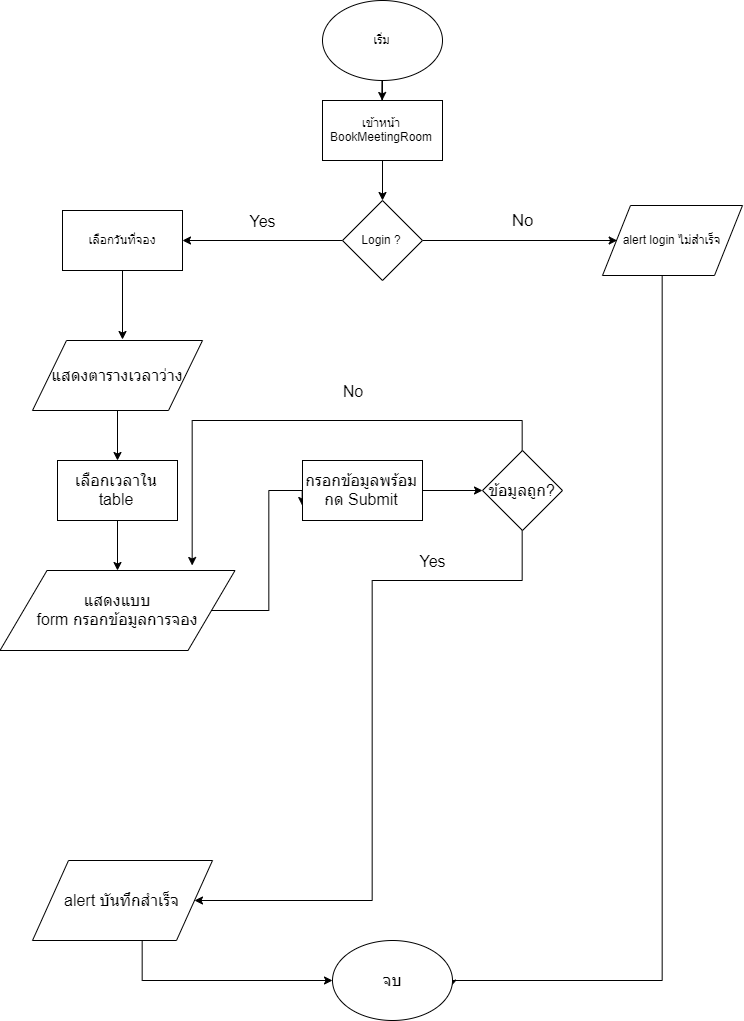 เริ่ม
เข้าหน้า
BookMeetingRoom
Yes
No
เลือกวันที่จอง
Login ?
alert login ไม่สำเร็จ
แสดงตารางเวลาว่าง
No
เลือกเวลาใน
table
กรอกข้อมูลพร้อม
กด Submit
ข้อมูลถูก?
Yes
แสดงแบบ
form กรอกข้อมูลการจอง
alert บันทึกสำเร็จ
จบ